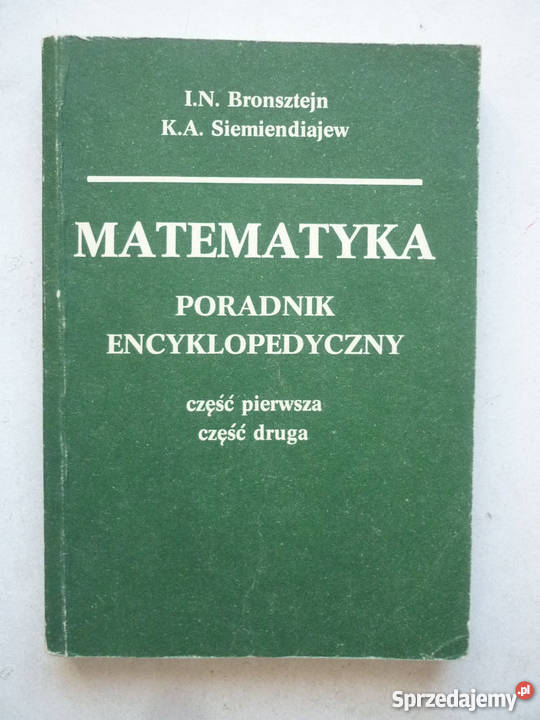 I.N. Bronsztejn
K.A. Siemiendiajew
MATEMATYKA
PORADNIK
ENCYKLOPEDYCZNY
część pierwsza
część druga
Sprzedajemy.pl